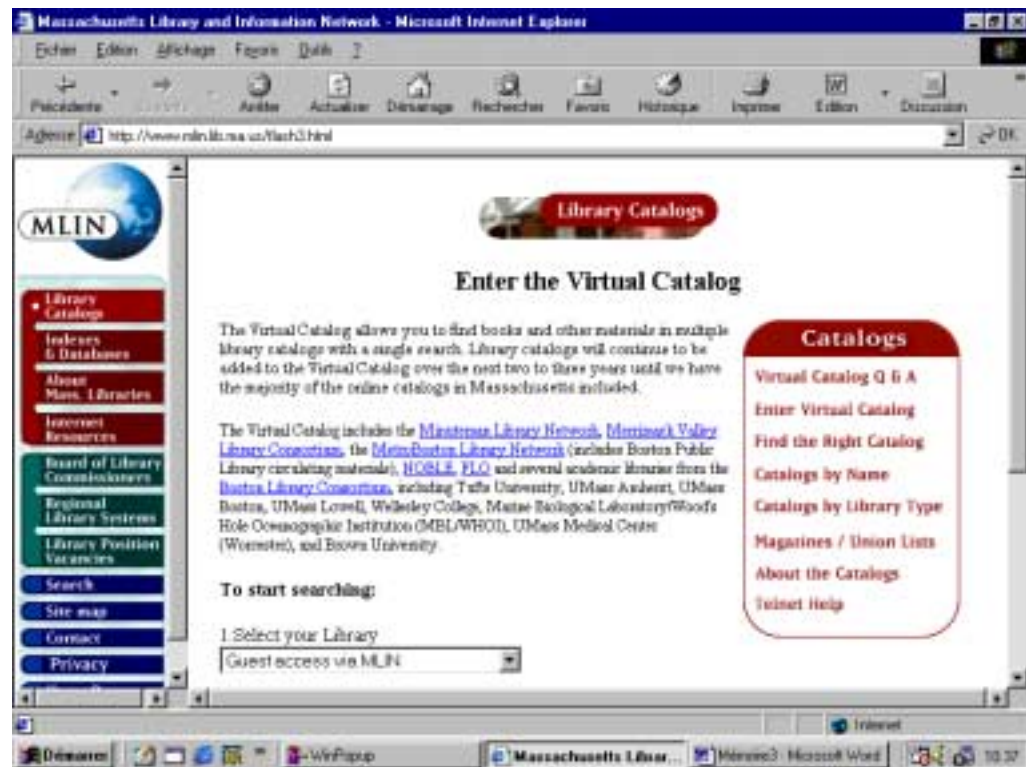 Massachusetts Library and Information Network - Microsoft Internet Explorer
Fichier Edition Affichage Favoris Outils ?
Précédente Arrêter Actualiser Démarrage Rechercher Favoris Historique Imprimer Edition Discussion
Adresse http://www.mlin.lib.ma.us/flash3.html OK
MLIN
Library Catalogs
Enter the Virtual Catalog
Library
Catalogs
Indexes
& Databases
About
Mass. Libraries
Internet
Resources
Board of Library
Commissioners
Regional
Library Systems
Library Position
Vacancies
Search
Site map
Contact
Privacy
The Virtual Catalog allows you to find books and other materials in multiple
library catalogs with a single search. Library catalogs will continue to be
added to the Virtual Catalog over the next two to three years until we have
the majority of the online catalogs in Massachusetts included.
The Virtual Catalog includes the Minuteman Library Network, Merrimack Valley
Library Consortium, the MetroBoston Library Network (includes Boston Public
Library circulating materials), NOBLE, FLO and several academic libraries from the
Boston Library Consortium, including Tufts University, UMass Amherst, UMass
Boston, UMass Lowell, Wellesley College, Marine Biological Laboratory/Wood's
Hole Oceanographic Institution (MBL/WHOI), UMass Medical Center
(Worcester), and Brown University.
To start searching:
1.Select your Library
Guest access via MLIN
Catalogs
Virtual Catalog Q & A
Enter Virtual Catalog
Find the Right Catalog
Catalogs by Name
Catalogs by Library Type
Magazines / Union Lists
About the Catalogs
Telnet Help
Internet
Démarrer WinPopup Massachusetts Librar... Mémoire3 Microsoft Word 10:37